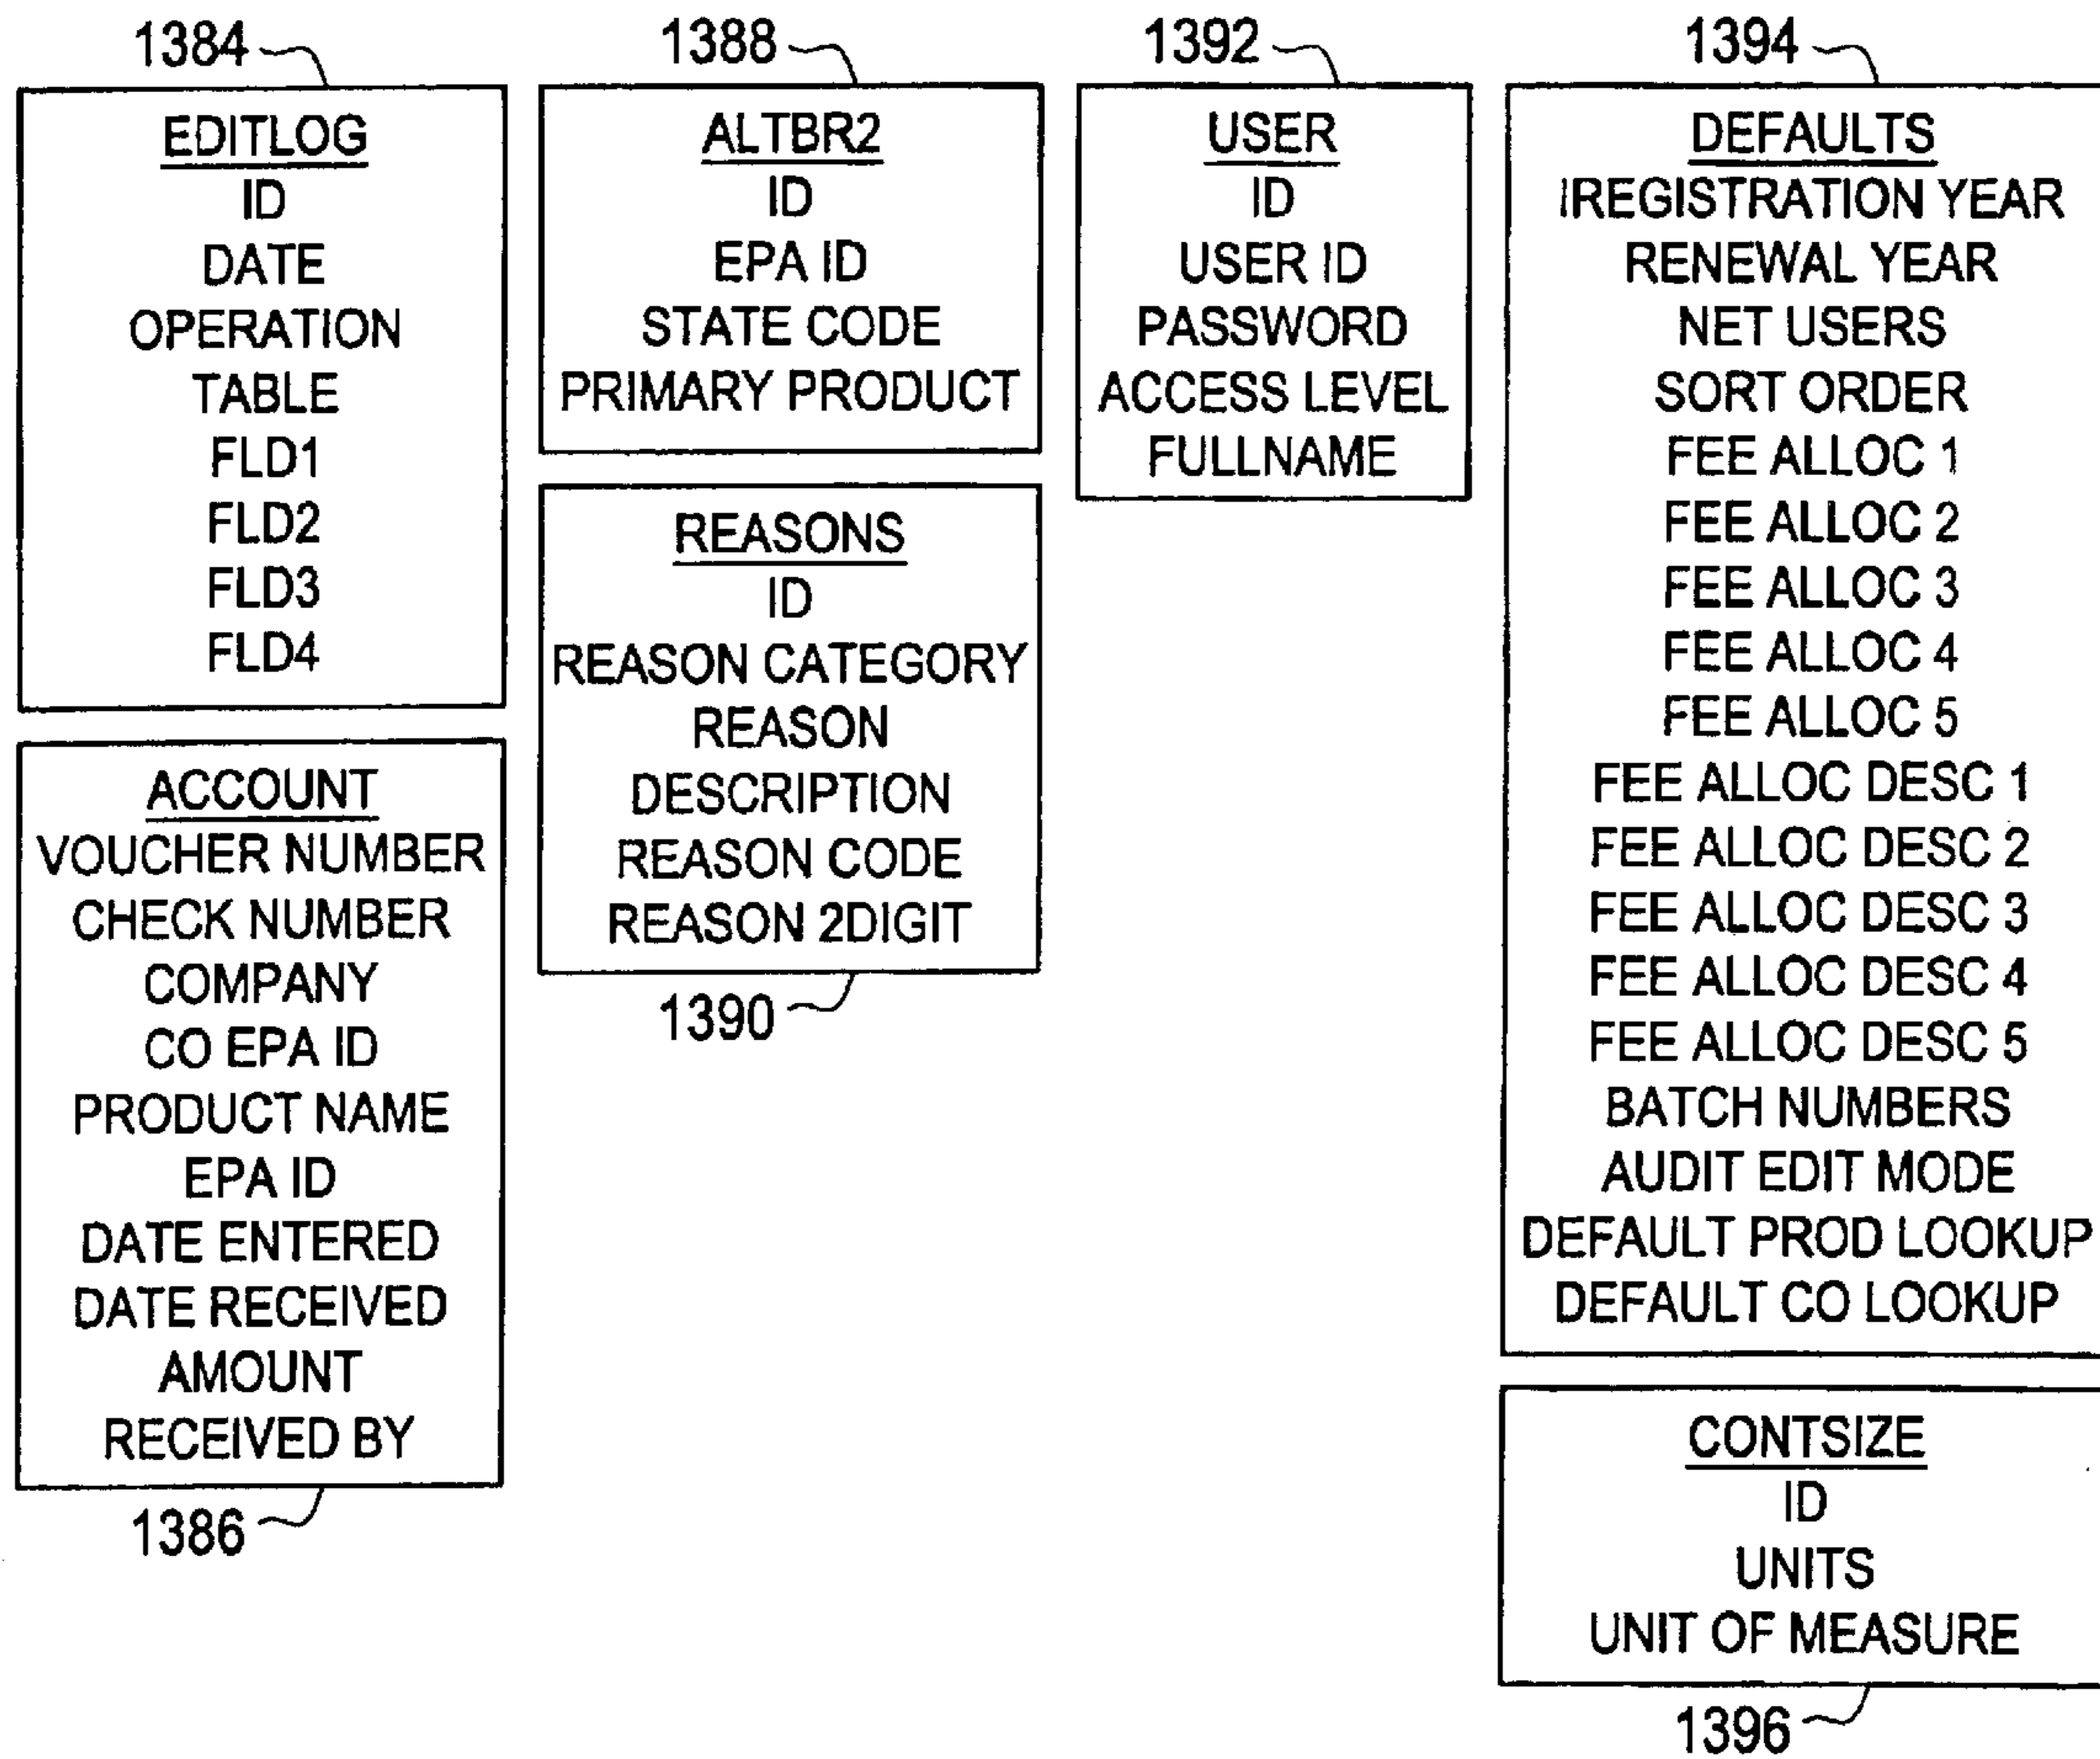 1384
EDITLOG
ID
DATE
OPERATION
TABLE
FLD1
FLD2
FLD3
FLD4
ACCOUNT
VOUCHER NUMBER
CHECK NUMBER
COMPANY
CO EPA ID
PRODUCT NAME
EPA ID
DATE ENTERED
DATE RECEIVED
AMOUNT
RECEIVED BY
1386
1388
ALTBR2
ID
EPA ID
STATE CODE
PRIMARY PRODUCT
REASONS
ID
REASON CATEGORY
REASON
DESCRIPTION
REASON CODE
REASON 2DIGIT
1390
1392
USER
ID
USER ID
PASSWORD
ACCESS LEVEL
FULLNAME
1394
DEFAULTS
IREGISTRATION YEAR
RENEWAL YEAR
NET USERS
SORT ORDER
FEE ALLOC 1
FEE ALLOC 2
FEE ALLOC 3
FEE ALLOC 4
FEE ALLOC 5
FEE ALLOC DESC 1
FEE ALLOC DESC 2
FEE ALLOC DESC 3
FEE ALLOC DESC 4
FEE ALLOC DESC 5
BATCH NUMBERS
AUDIT EDIT MODE
DEFAULT PROD LOOKUP
DEFAULT CO LOOKUP
CONTSIZE
ID
UNITS
UNIT OF MEASURE
1396